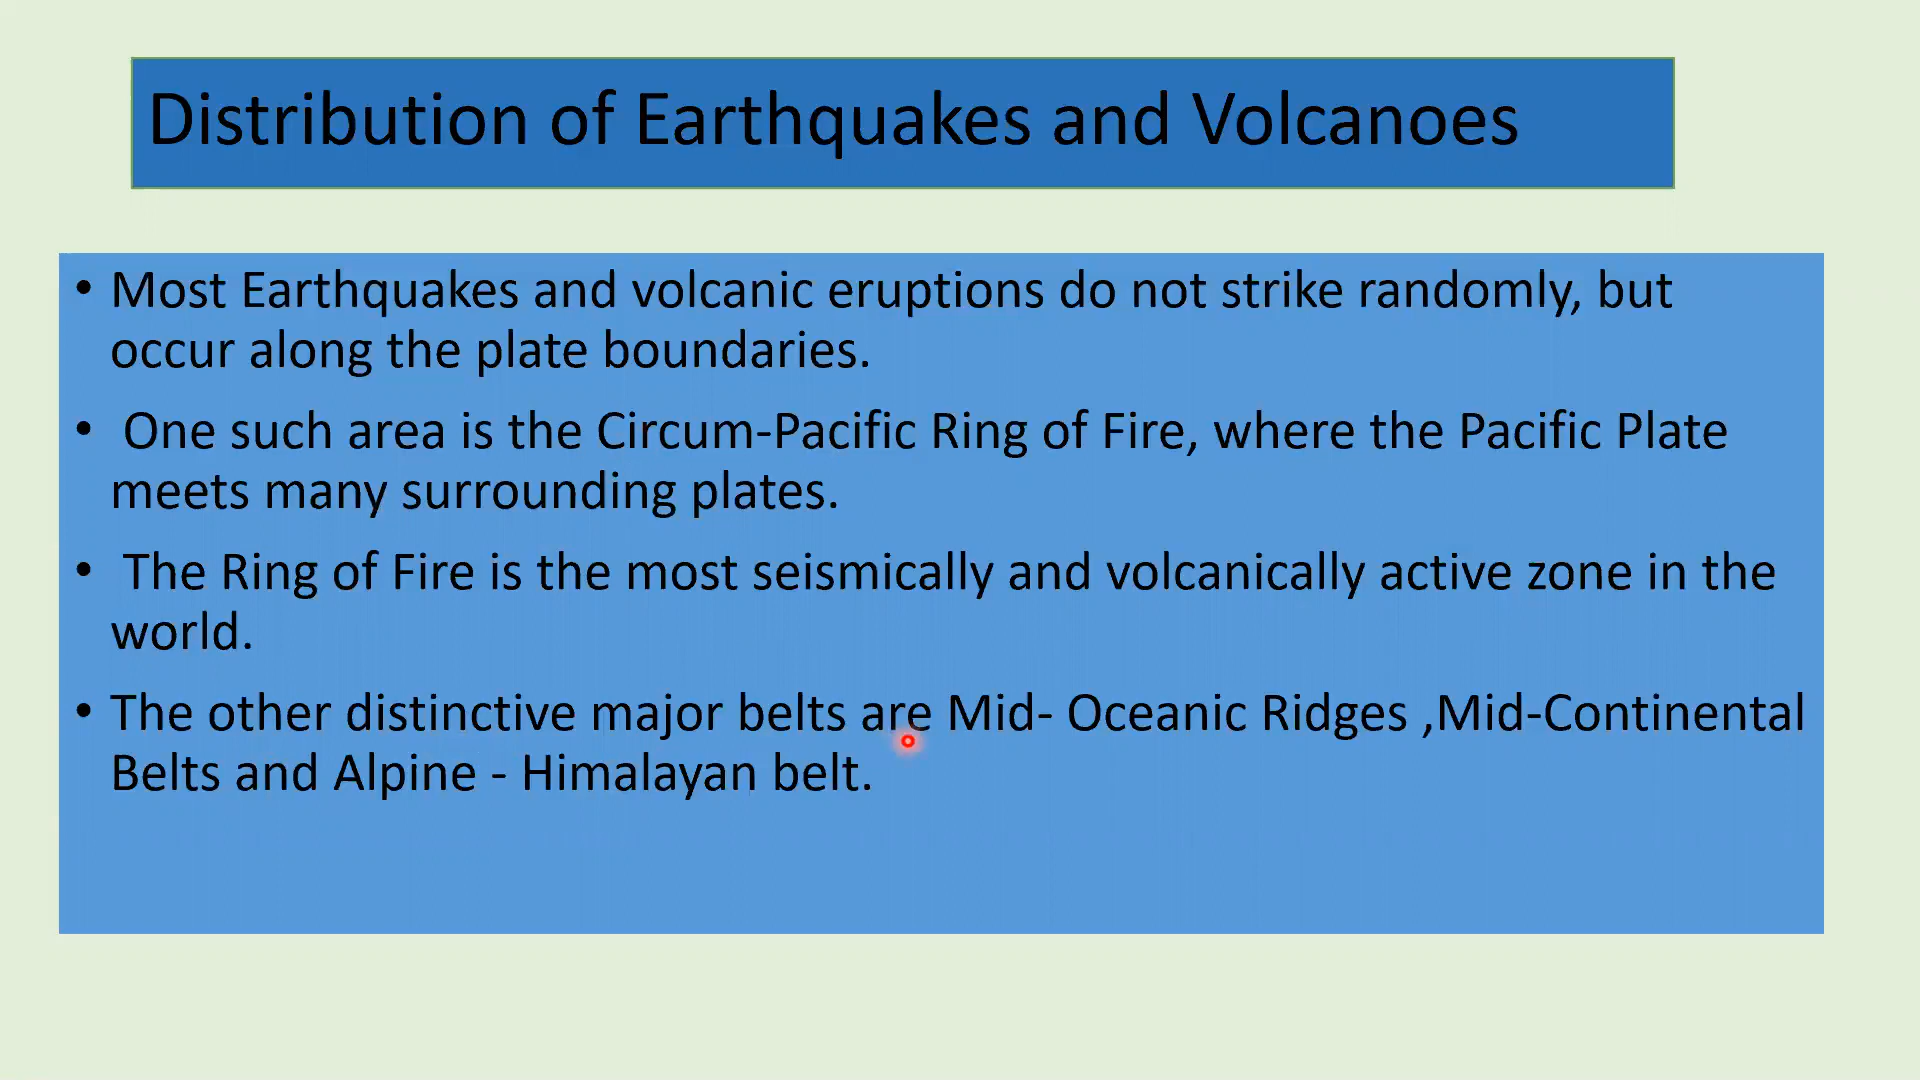 Distribution of Earthquakes and Volcanoes
• Most Earthquakes and volcanic eruptions do not strike randomly, but
occur along the plate boundaries.
• One such area is the Circum-Pacific Ring of Fire, where the Pacific Plate
meets many surrounding plates.
• The Ring of Fire is the most seismically and volcanically active zone in the
world.
• The other distinctive major belts are Mid- Oceanic Ridges ,Mid-Continental
Belts and Alpine - Himalayan belt.